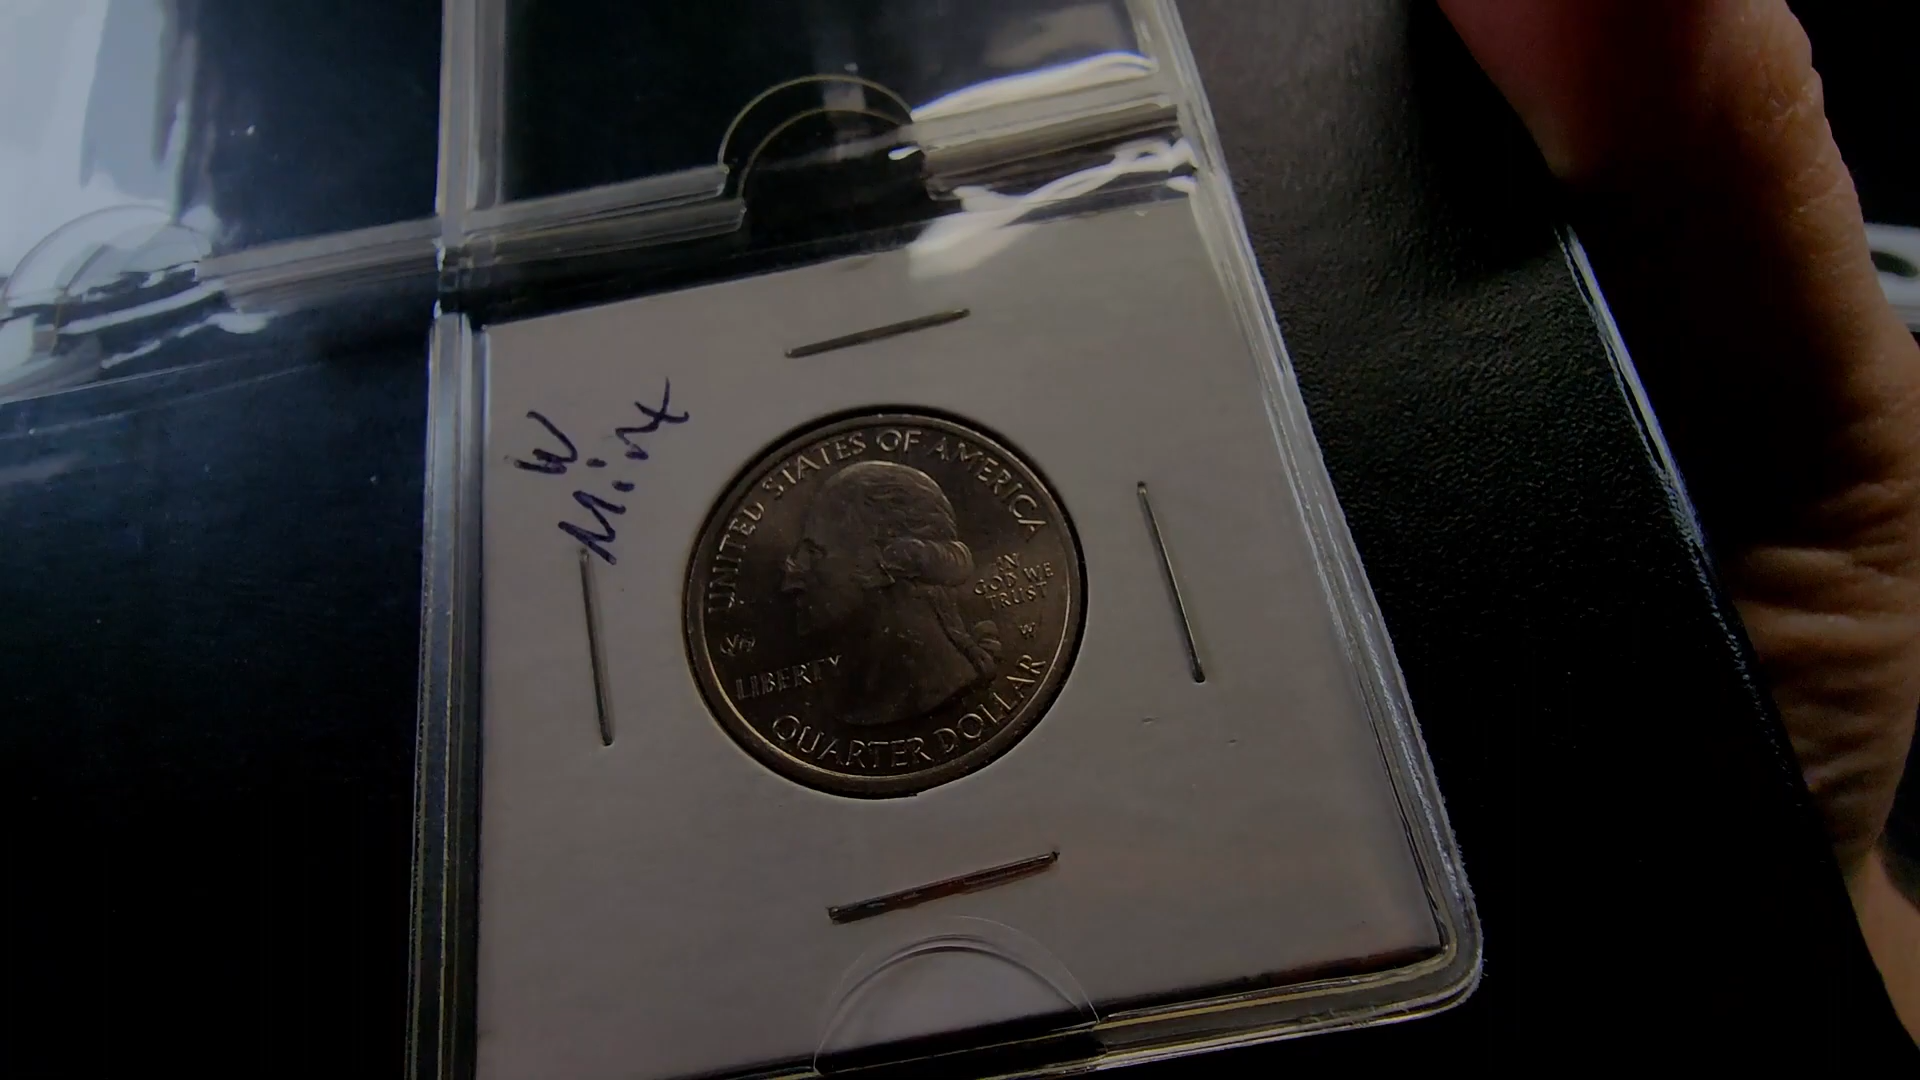 W
Mint
UNITED STATES OF AMERICA
IN
GOD WE
TRUST
W
LIBERTY
QUARTER DOLLAR